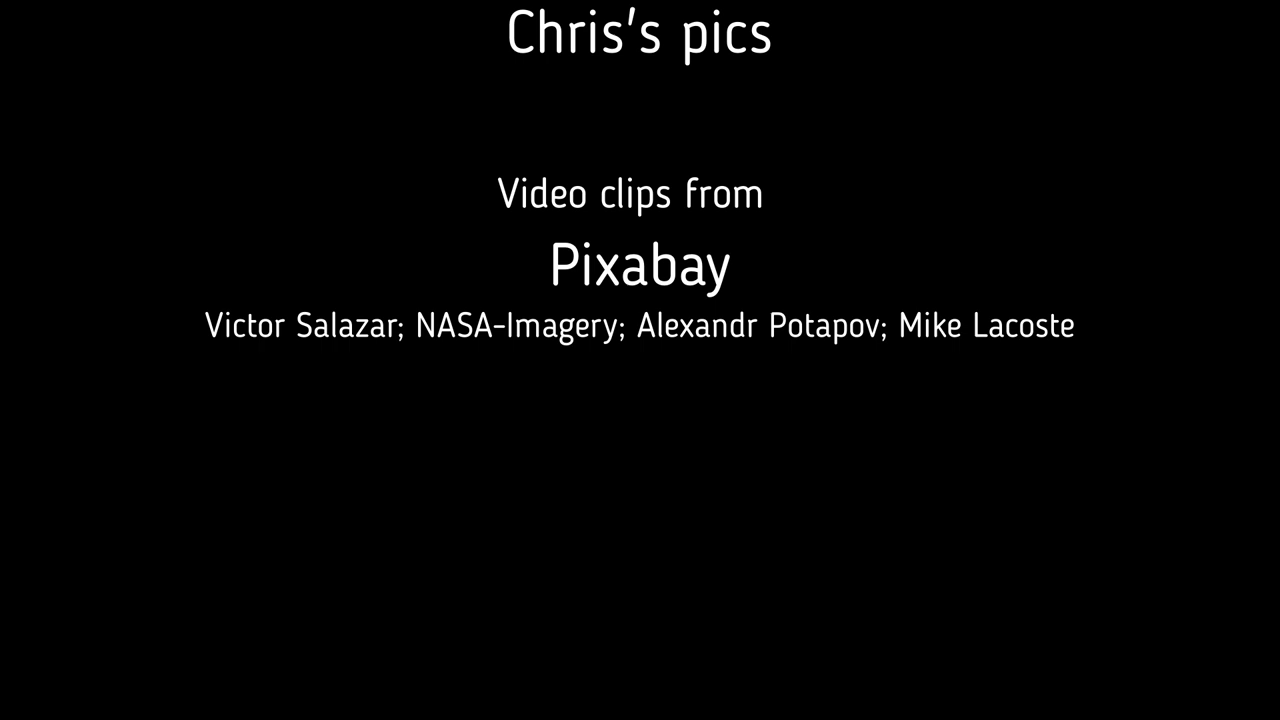 Chris's pics
Video clips from
Pixabay
Victor Salazar; NASA-Imagery; Alexandr Potapov; Mike Lacoste